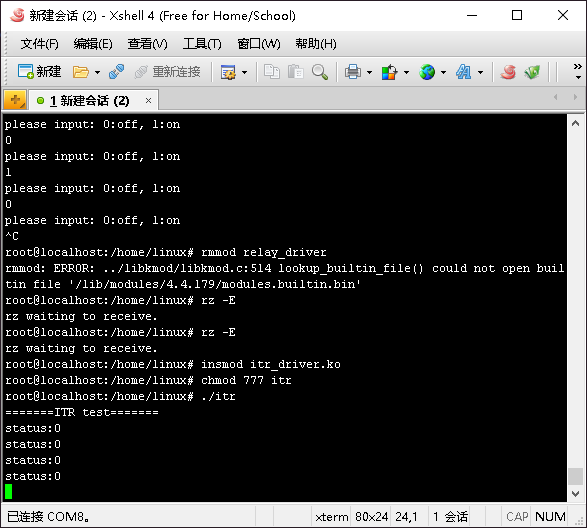 新建会话 (2) - Xshell 4 (Free for Home/School)
文件(F) 编辑(E) 查看(V) 工具(T) 窗口(W) 帮助(H)
新建 重新连接
1 新建会话 (2)
please input: 0:off, 1:on
0
please input: 0:off, 1:on
1
please input: 0:off, 1:on
0
please input: 0:off, 1:on
^C
root@localhost:/home/linux# rmmod relay_driver
rmmod: ERROR: ../libkmod/libkmod.c:514 lookup_builtin_file() could not open buil
tin file '/lib/modules/4.4.179/modules.builtin.bin'
root@localhost:/home/linux# rz -E
rz waiting to receive.
root@localhost:/home/linux# rz -E
rz waiting to receive.
root@localhost:/home/linux# insmod itr_driver.ko
root@localhost:/home/linux# chmod 777 itr
root@localhost:/home/linux# ./itr
=======ITR test=======
status:0
status:0
status:0
status:0
已连接 COM8。 xterm 80x24 24,1 1 会话 CAP NUM